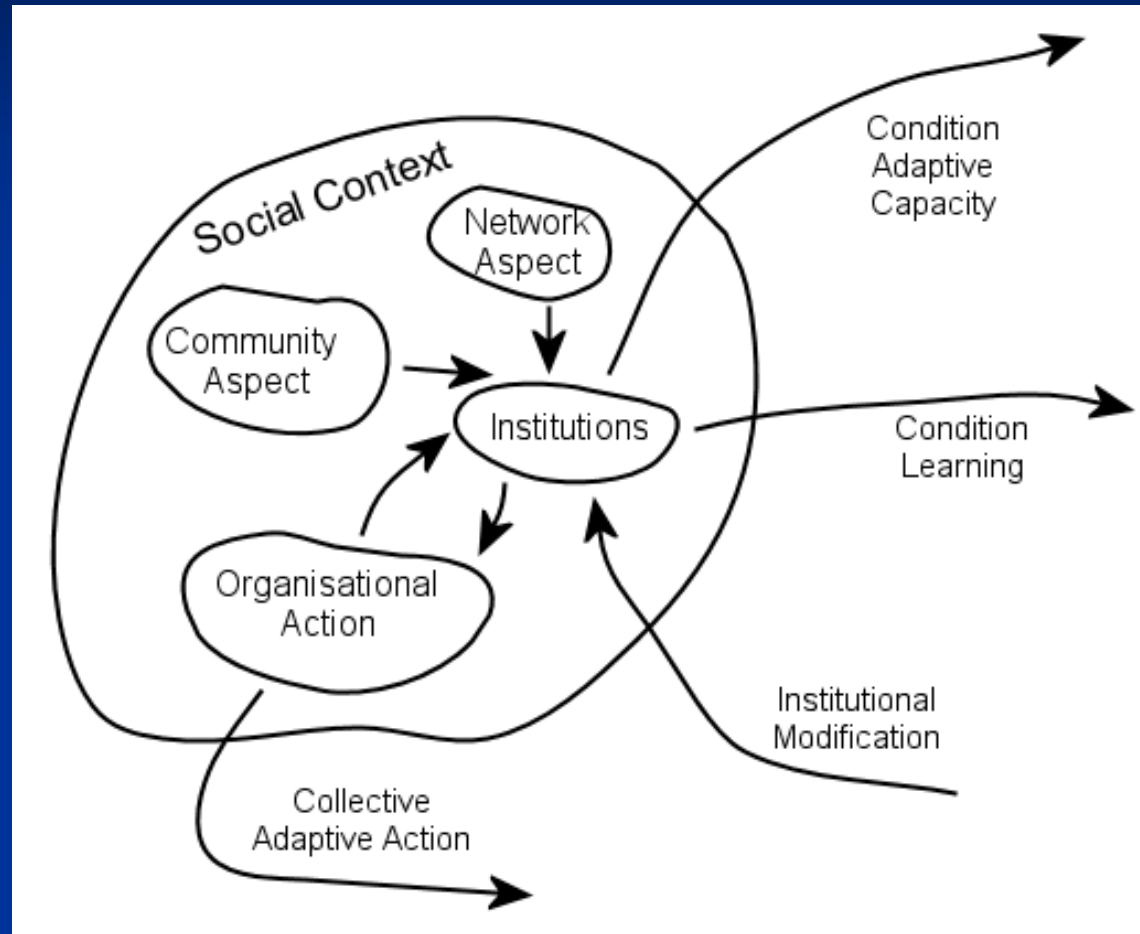 Social Context
Network
Aspect
Community
Aspect
Institutions
Organisational
Action
Condition
Adaptive
Capacity
Condition
Learning
Institutional
Modification
Collective
Adaptive Action